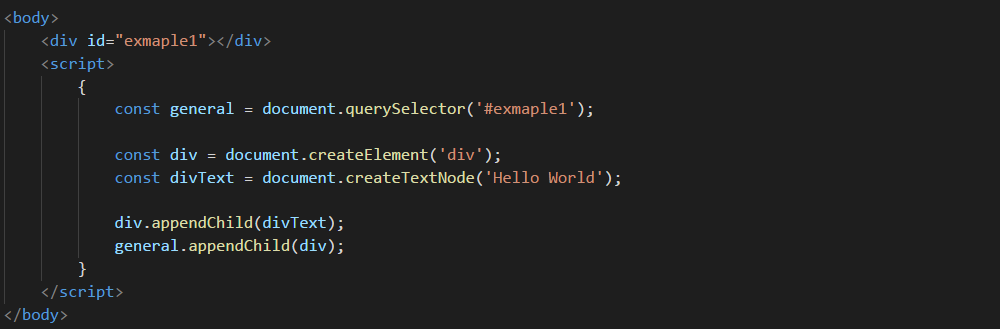 <body>
    <div id="exmaple1"></div>
    <script>
        {
            const general = document.querySelector('#exmaple1');

            const div = document.createElement('div');
            const divText = document.createTextNode('Hello World');

            div.appendChild(divText);
            general.appendChild(div);
        }
    </script>
</body>